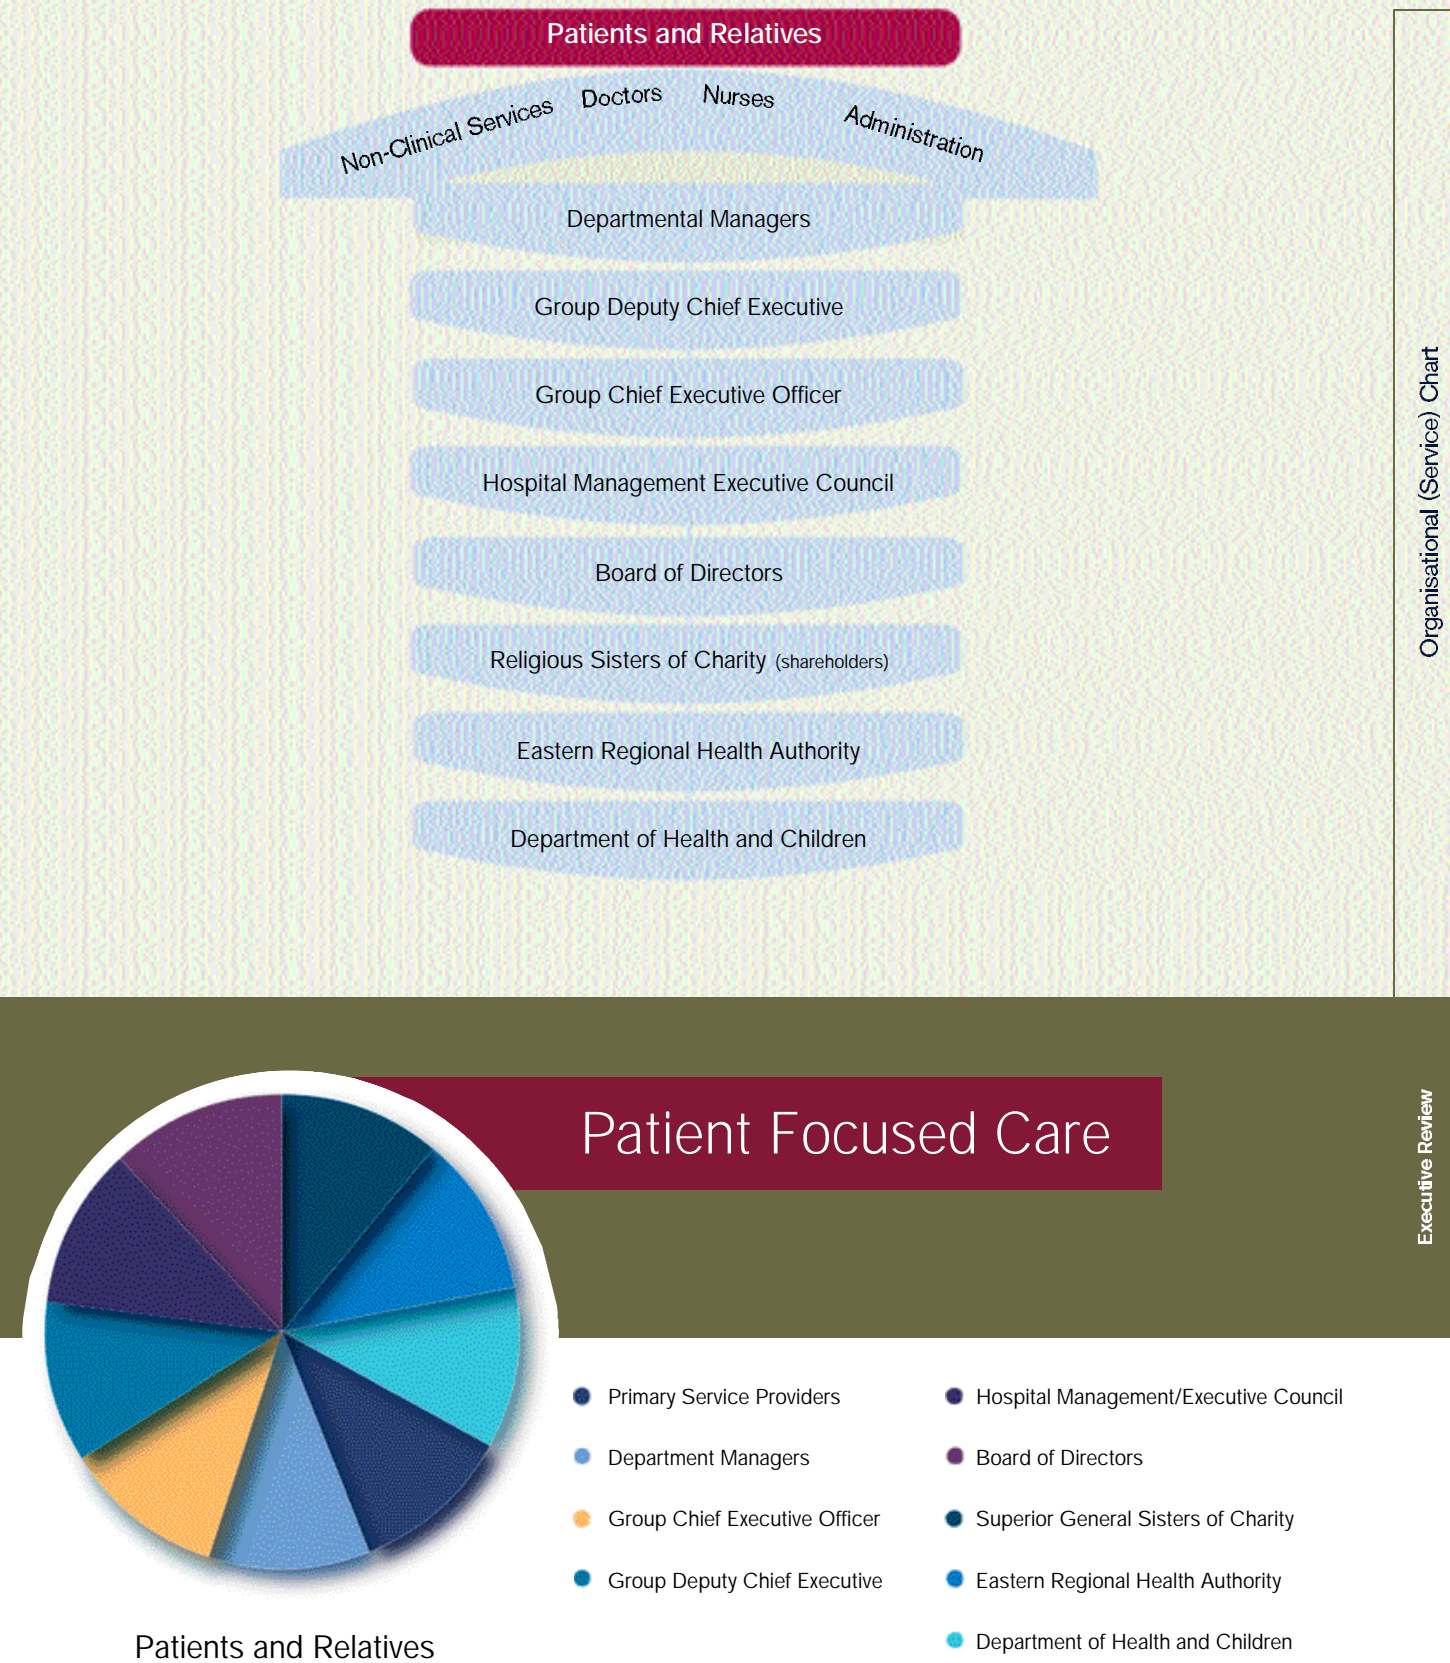 Patients and Relatives
Non-Clinical Services Doctors Nurses Administration
Departmental Managers
Group Deputy Chief Executive
Group Chief Executive Officer
Hospital Management Executive Council
Board of Directors
Religious Sisters of Charity (shareholders)
Eastern Regional Health Authority
Department of Health and Children
Organisational (Service) Chart
Patient Focused Care
Executive Review
Primary Service Providers
Department Managers
Group Chief Executive Officer
Group Deputy Chief Executive
Hospital Management/Executive Council
Board of Directors
Superior General Sisters of Charity
Eastern Regional Health Authority
Department of Health and Children
Patients and Relatives